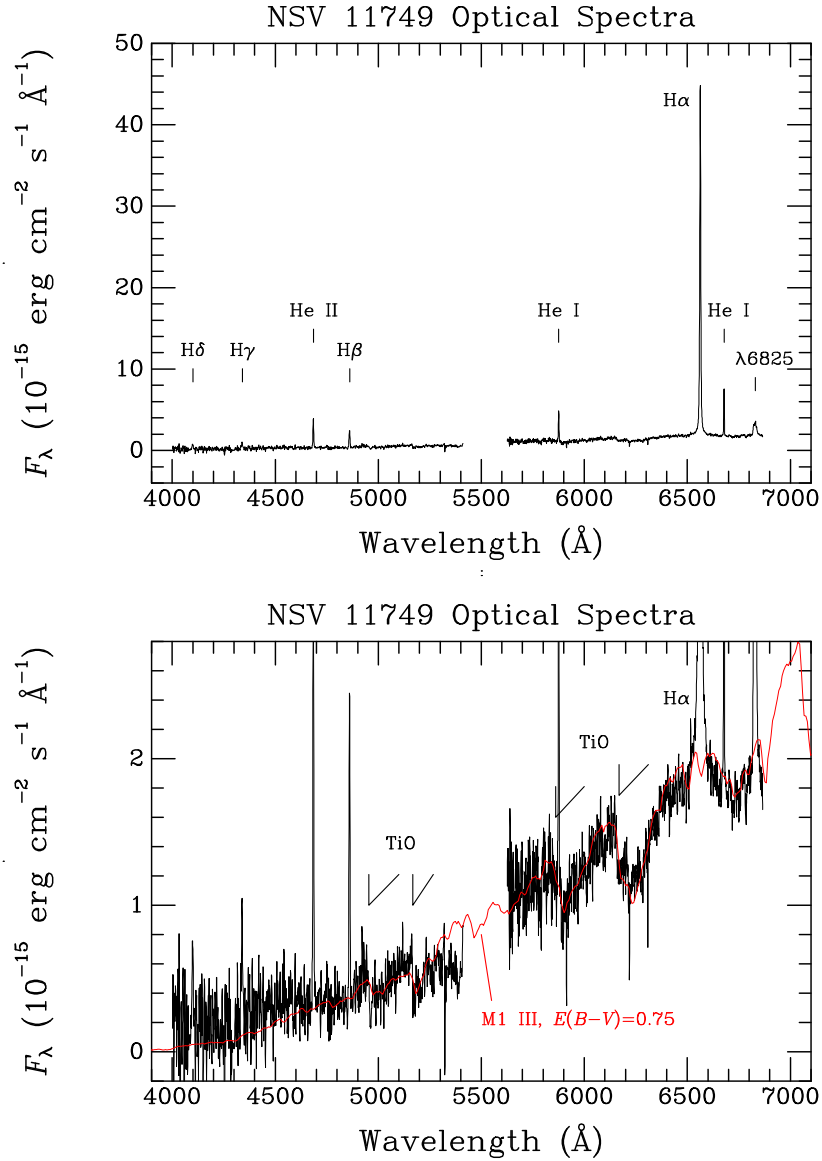 NSV 11749 Optical Spectra
50
40
30
20
10
0
F_λ (10⁻¹⁵ erg cm⁻² s⁻¹ Å⁻¹)
Hα
He II
He I
He I
Hδ
Hγ
Hβ
λ6825
4000 4500 5000 5500 6000 6500 7000
Wavelength (Å)
NSV 11749 Optical Spectra
2
1
0
F_λ (10⁻¹⁵ erg cm⁻² s⁻¹ Å⁻¹)
Hα
TiO
TiO
M1 III, E(B−V)=0.75
4000 4500 5000 5500 6000 6500 7000
Wavelength (Å)